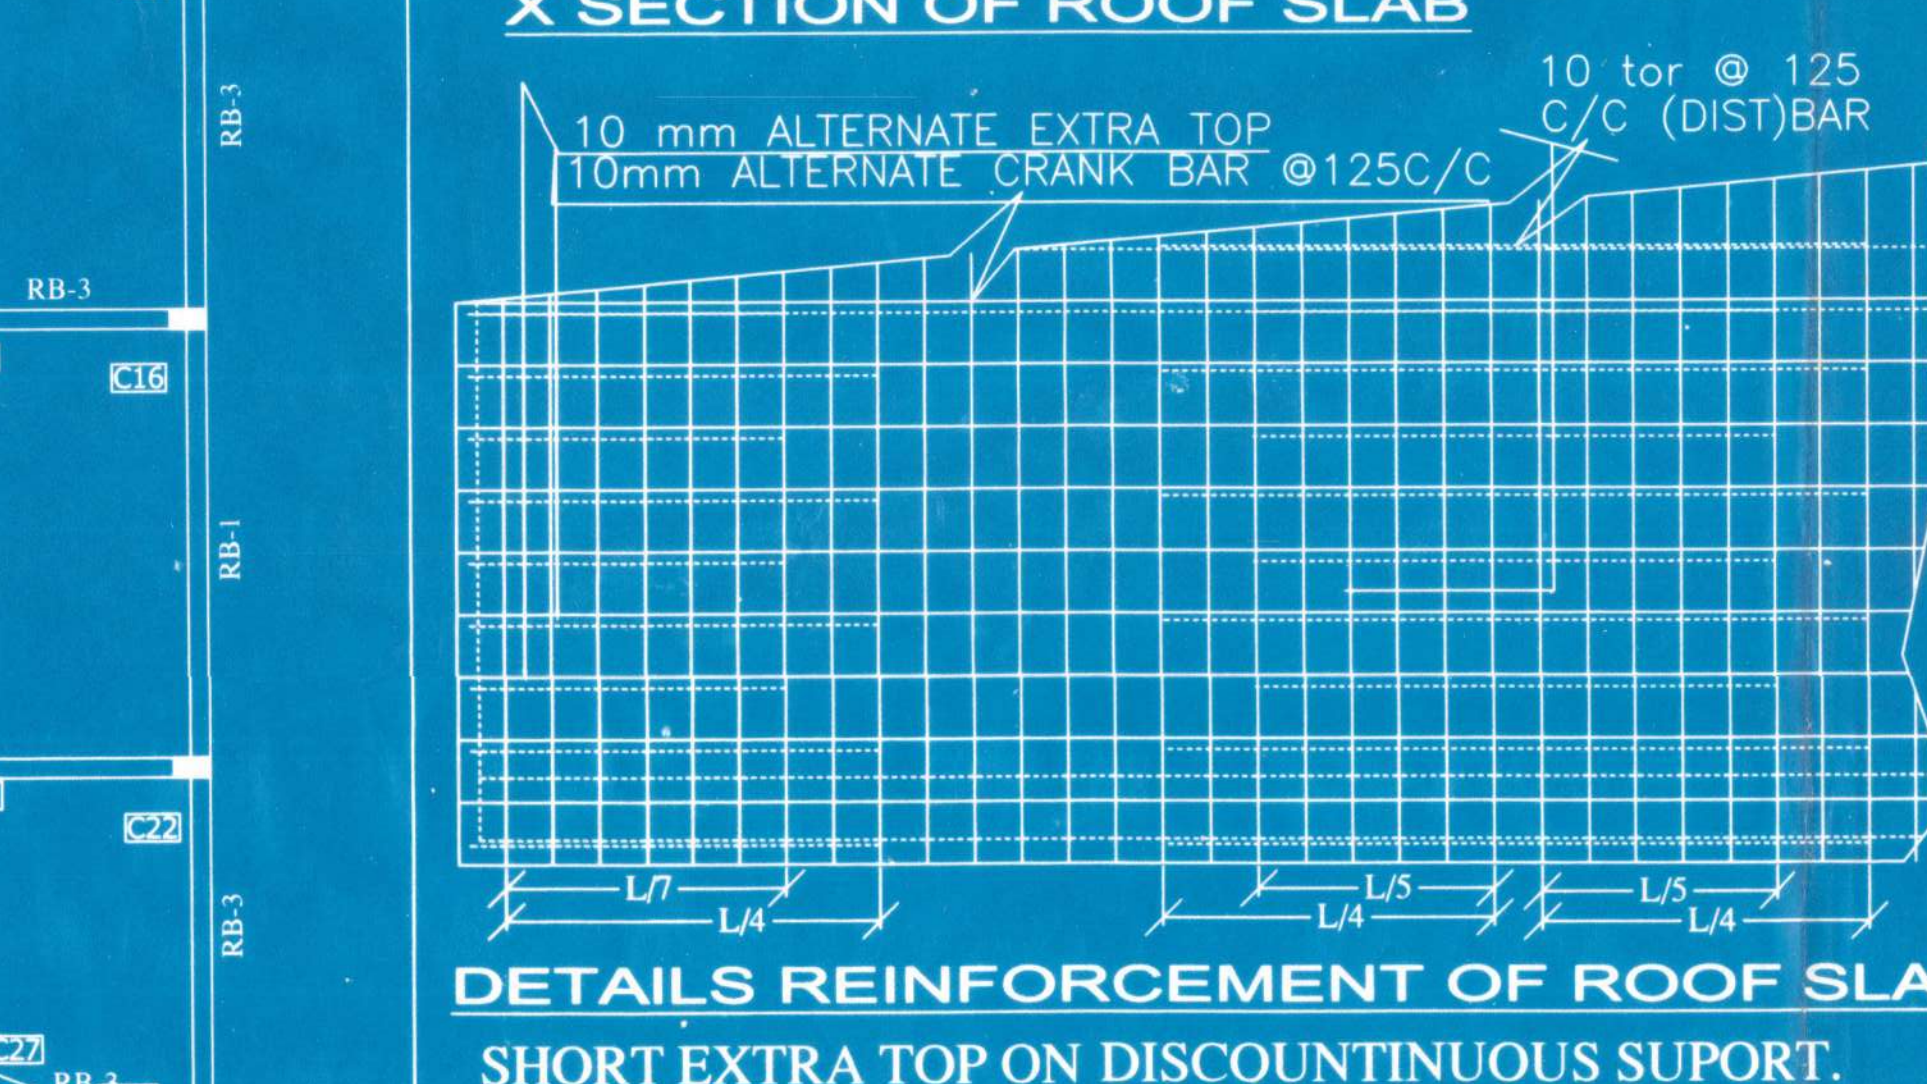 X SECTION OF ROOF SLAB
10 tor @ 125
C/C (DIST)BAR
10 mm ALTERNATE EXTRA TOP
10mm ALTERNATE CRANK BAR @125C/C
RB-3
RB-3
C16
RB-1
C22
RB-3
L/7
L/4
L/5
L/4
L/5
L/4
DETAILS REINFORCEMENT OF ROOF SLA
C27
SHORT EXTRA TOP ON DISCOUNTINUOUS SUPORT.